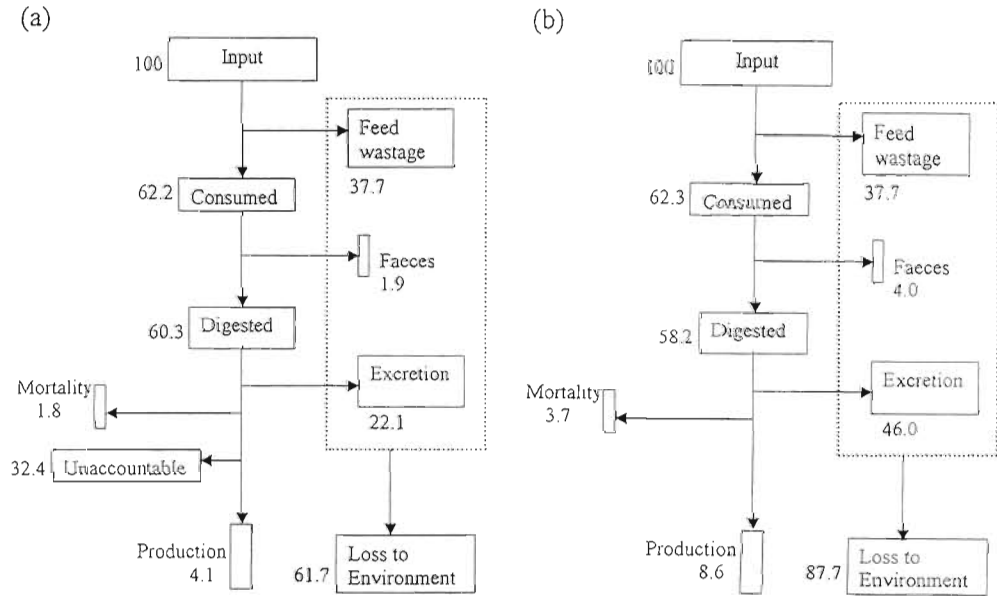 (a)
Input
100
Feed
wastage
37.7
62.2
Consumed
Faeces
1.9
60.3
Digested
Mortality
1.8
Excretion
22.1
32.4
Unaccountable
Production
4.1
61.7
Loss to
Environment
(b)
Input
100
Feed
wastage
37.7
62.3
Consumed
Faeces
4.0
58.2
Digested
Mortality
3.7
Excretion
46.0
Production
8.6
87.7
Loss to
Environment